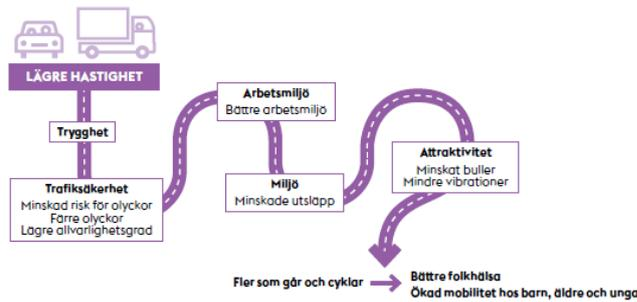 LÄGRE HASTIGHET
Trygghet
Trafiksäkerhet
Minskad risk för olyckor
Färre olyckor
Lägre allvarlighetsgrad
Arbetsmiljö
Bättre arbetsmiljö
Miljö
Minskade utsläpp
Attraktivitet
Minskat buller
Mindre vibrationer
Fler som går och cyklar
Bättre folkhälsa
Ökad mobilitet hos barn, äldre och unga